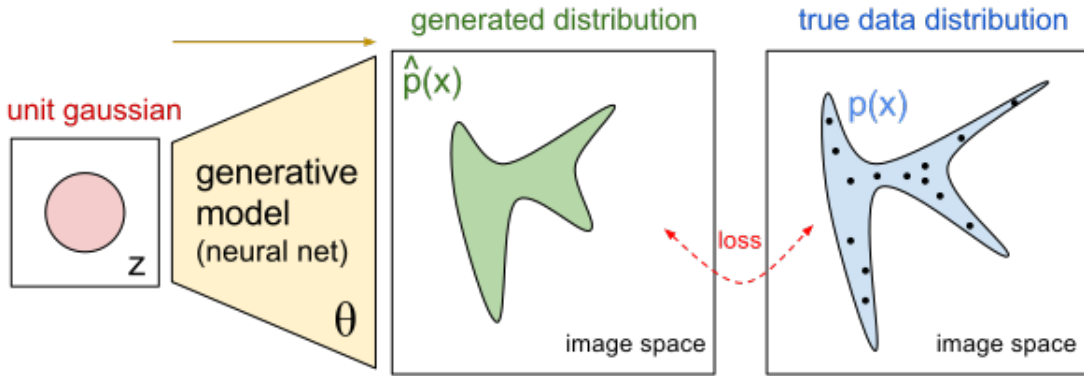 unit gaussian
z
generative
model
(neural net)
θ
generated distribution
p̂(x)
image space
loss
true data distribution
p(x)
image space